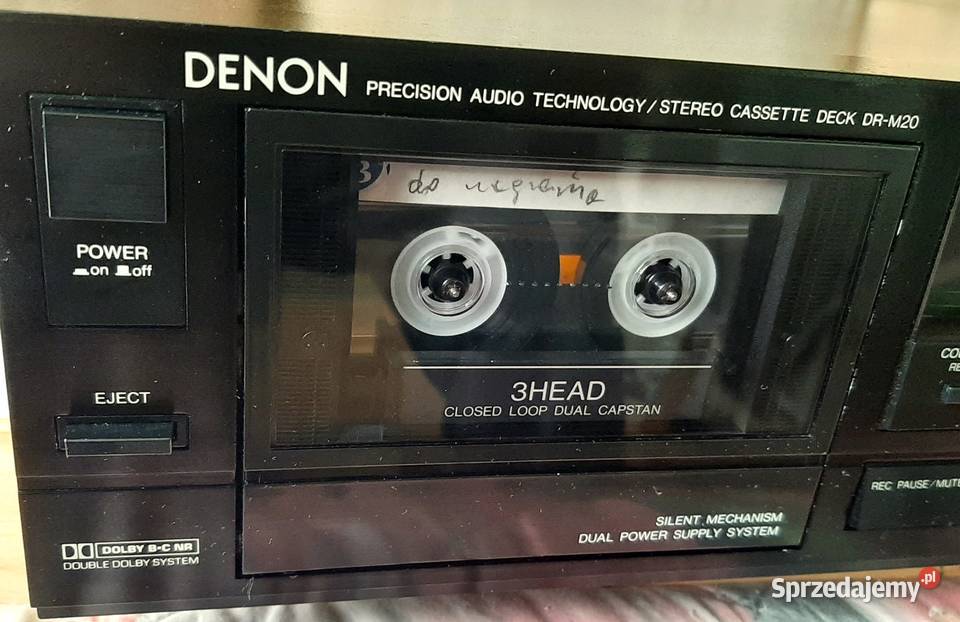 DENON PRECISION AUDIO TECHNOLOGY / STEREO CASSETTE DECK DR-M20
B do nagrania
POWER
on off
3HEAD
CLOSED LOOP DUAL CAPSTAN
EJECT
REC PAUSE/MUTE
SILENT MECHANISM
DUAL POWER SUPPLY SYSTEM
DOLBY B-C NR
DOUBLE DOLBY SYSTEM
Sprzedajemy.pl